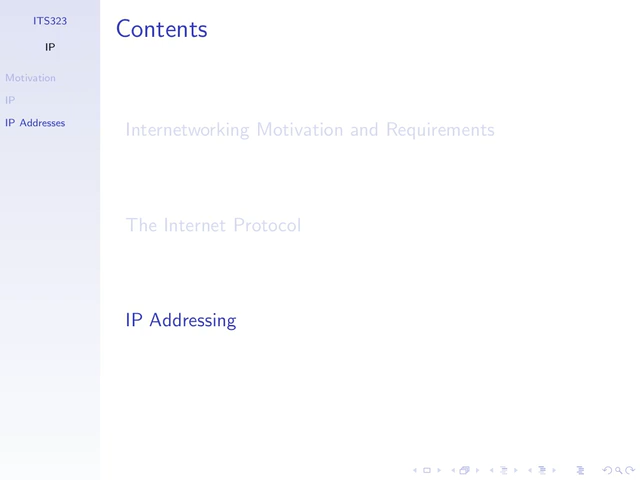 ITS323
IP
Motivation
IP
IP Addresses
Contents
Internetworking Motivation and Requirements
The Internet Protocol
IP Addressing